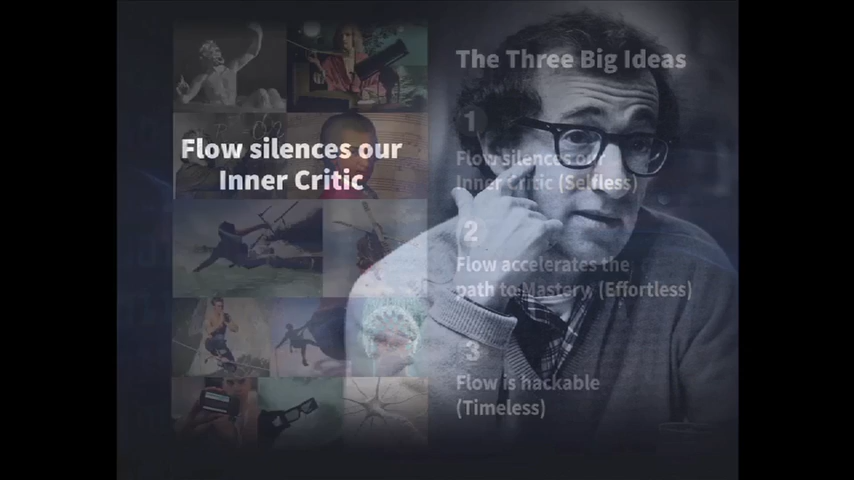 Flow silences our
Inner Critic
The Three Big Ideas
1
Flow silences our
Inner Critic (Selfless)
2
Flow accelerates the
path to Mastery, (Effortless)
3
Flow is hackable
(Timeless)